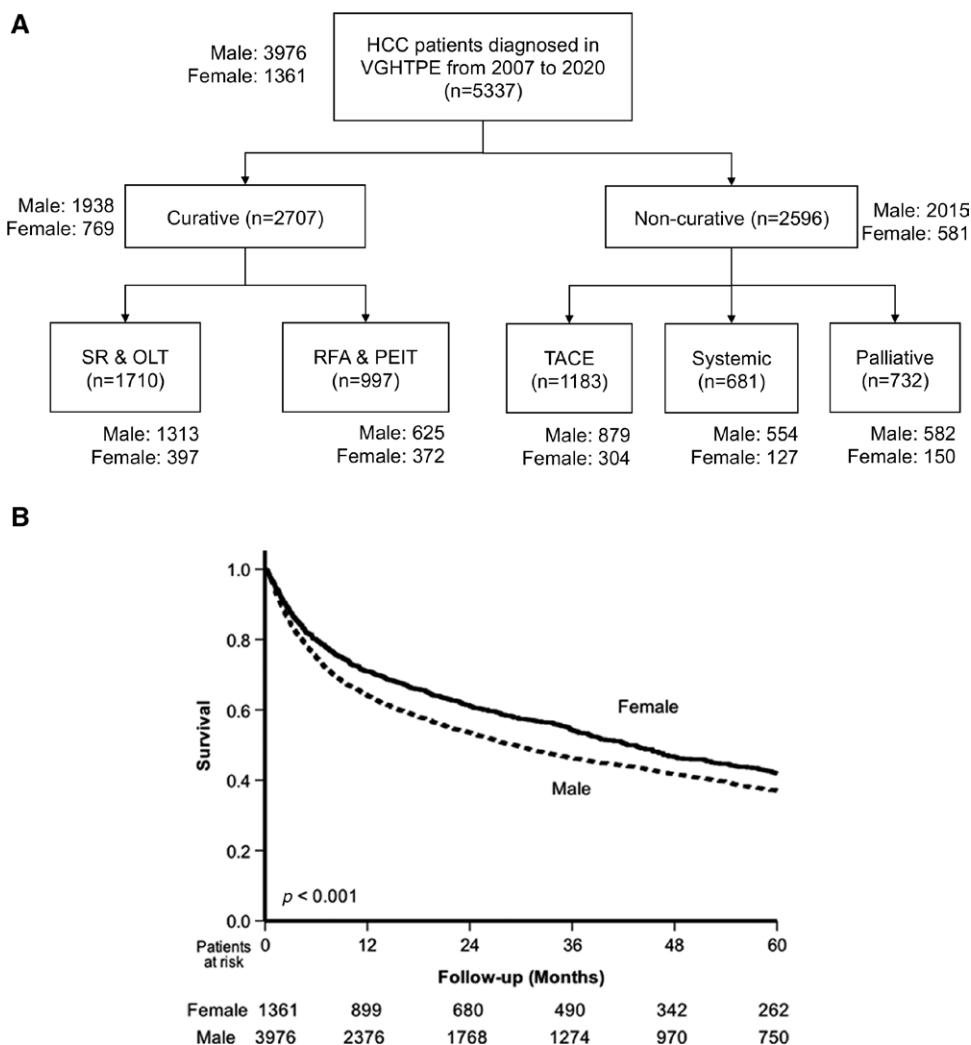 A
Male: 3976
Female: 1361
HCC patients diagnosed in
VGHTPE from 2007 to 2020
(n=5337)
Male: 1938
Female: 769
Curative (n=2707)
Non-curative (n=2596)
Male: 2015
Female: 581
SR & OLT
(n=1710)
RFA & PEIT
(n=997)
TACE
(n=1183)
Systemic
(n=681)
Palliative
(n=732)
Male: 1313
Female: 397
Male: 625
Female: 372
Male: 879
Female: 304
Male: 554
Female: 127
Male: 582
Female: 150
B
Survival
1.0
0.8
0.6
0.4
0.2
0.0
Female
Male
p < 0.001
0 12 24 36 48 60
Patients
at risk
Follow-up (Months)
Female 1361 899 680 490 342 262
Male 3976 2376 1768 1274 970 750